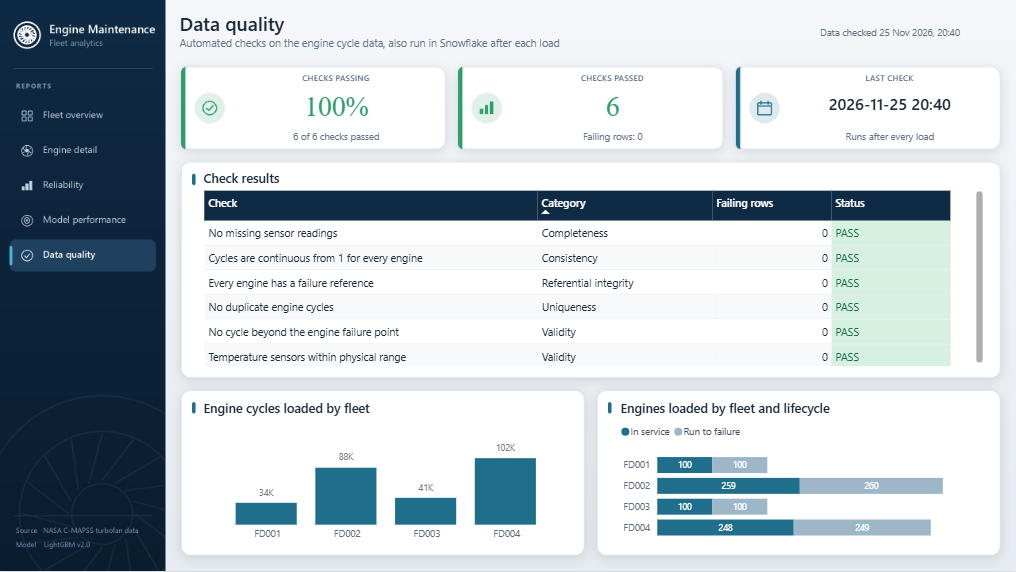 Engine Maintenance
Fleet analytics
REPORTS
Fleet overview
Engine detail
Reliability
Model performance
Data quality
Source NASA C-MAPSS turbofan data
Model LightGBM v2.0
Data quality
Automated checks on the engine cycle data, also run in Snowflake after each load
Data checked 25 Nov 2026, 20:40
CHECKS PASSING
100%
6 of 6 checks passed
CHECKS PASSED
6
Failing rows: 0
LAST CHECK
2026-11-25 20:40
Runs after every load
Check results
Check Category Failing rows Status
No missing sensor readings Completeness 0 PASS
Cycles are continuous from 1 for every engine Consistency 0 PASS
Every engine has a failure reference Referential integrity 0 PASS
No duplicate engine cycles Uniqueness 0 PASS
No cycle beyond the engine failure point Validity 0 PASS
Temperature sensors within physical range Validity 0 PASS
Engine cycles loaded by fleet
34K 88K 41K 102K
FD001 FD002 FD003 FD004
Engines loaded by fleet and lifecycle
In service Run to failure
FD001 100 100
FD002 259 260
FD003 100 100
FD004 248 249